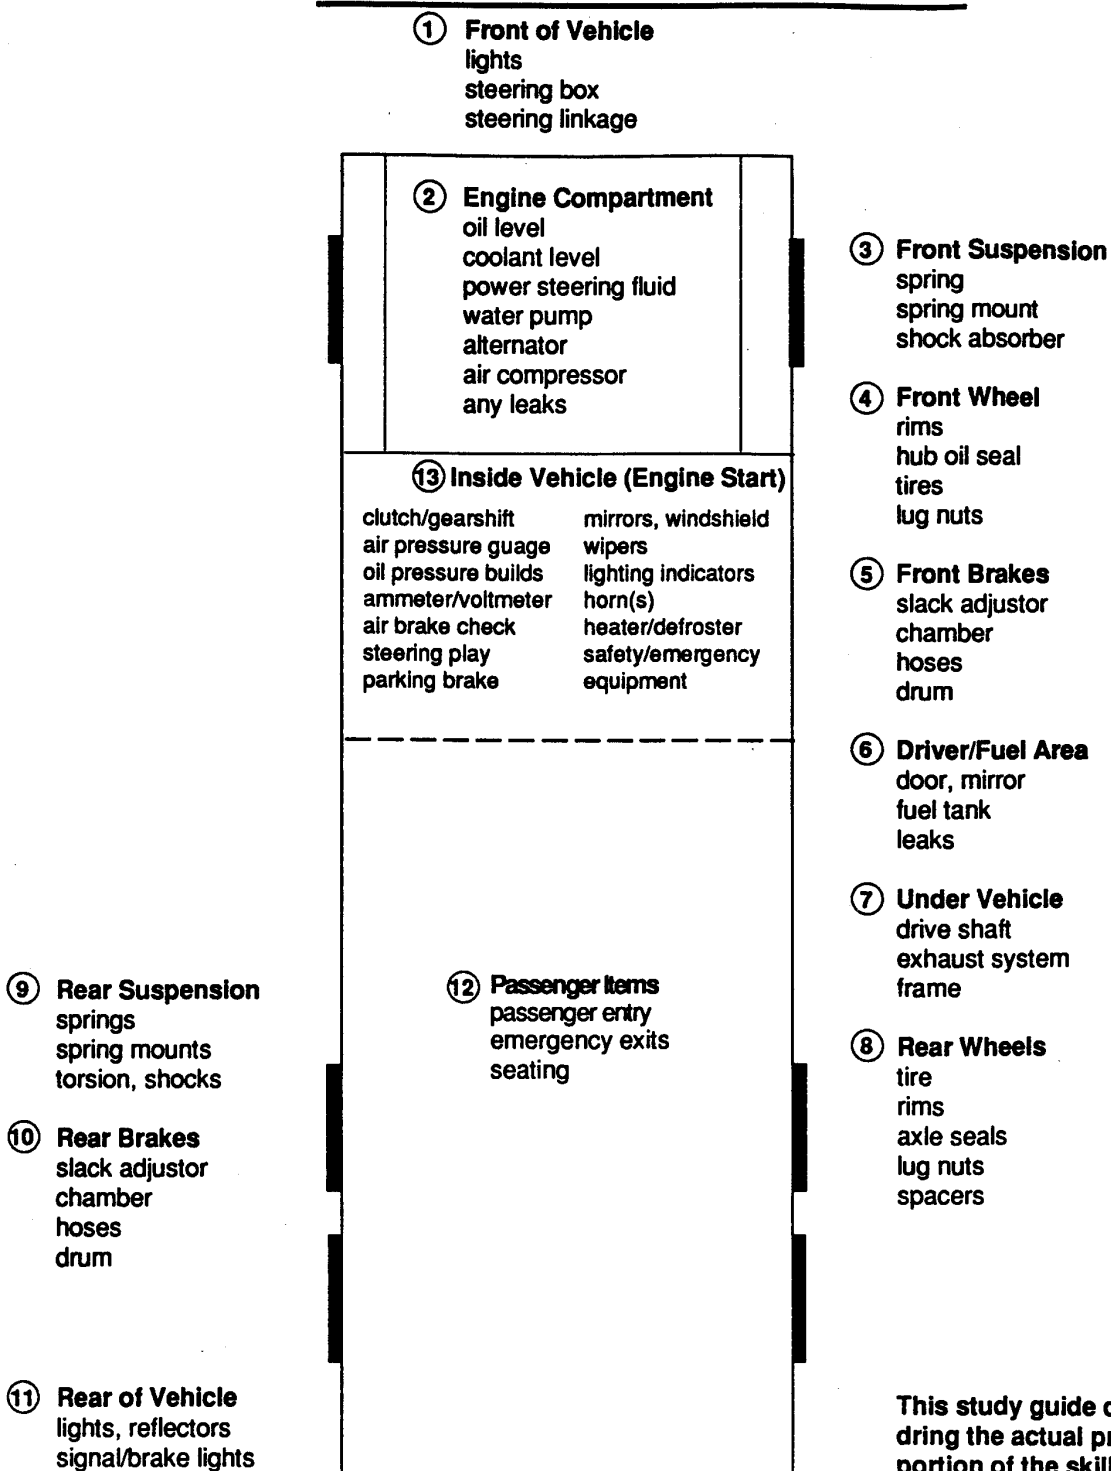 1 Front of Vehicle
lights
steering box
steering linkage
2 Engine Compartment
oil level
coolant level
power steering fluid
water pump
alternator
air compressor
any leaks
3 Front Suspension
spring
spring mount
shock absorber
4 Front Wheel
rims
hub oil seal
tires
lug nuts
13 Inside Vehicle (Engine Start)
clutch/gearshift
air pressure guage
oil pressure builds
ammeter/voltmeter
air brake check
steering play
parking brake
mirrors, windshield
wipers
lighting indicators
horn(s)
heater/defroster
safety/emergency
equipment
5 Front Brakes
slack adjustor
chamber
hoses
drum
6 Driver/Fuel Area
door, mirror
fuel tank
leaks
7 Under Vehicle
drive shaft
exhaust system
frame
8 Rear Wheels
tire
rims
axle seals
lug nuts
spacers
9 Rear Suspension
springs
spring mounts
torsion, shocks
12 Passenger Items
passenger entry
emergency exits
seating
10 Rear Brakes
slack adjustor
chamber
hoses
drum
11 Rear of Vehicle
lights, reflectors
signal/brake lights
This study guide
dring the actual
portion of the